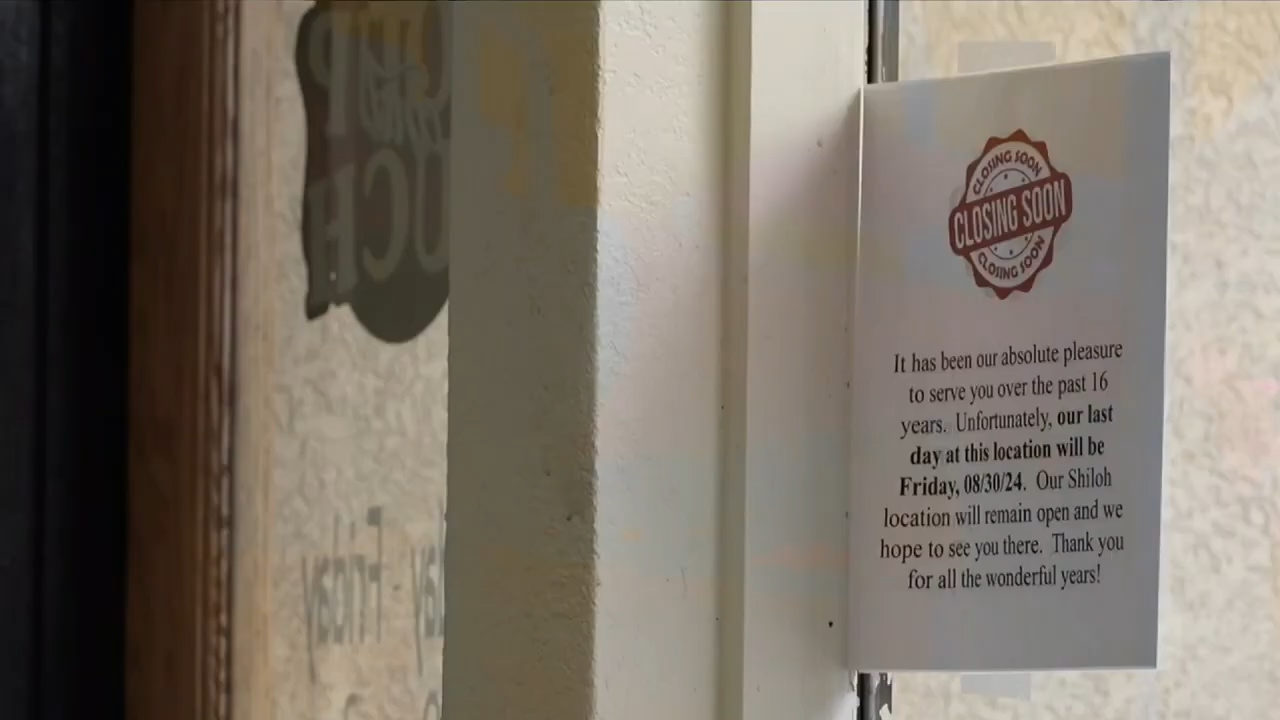 CLOSING SOON
CLOSING SOON
CLOSING SOON
It has been our absolute pleasure
to serve you over the past 16
years. Unfortunately, our last
day at this location will be
Friday, 08/30/24. Our Shiloh
location will remain open and we
hope to see you there. Thank you
for all the wonderful years!
Friday